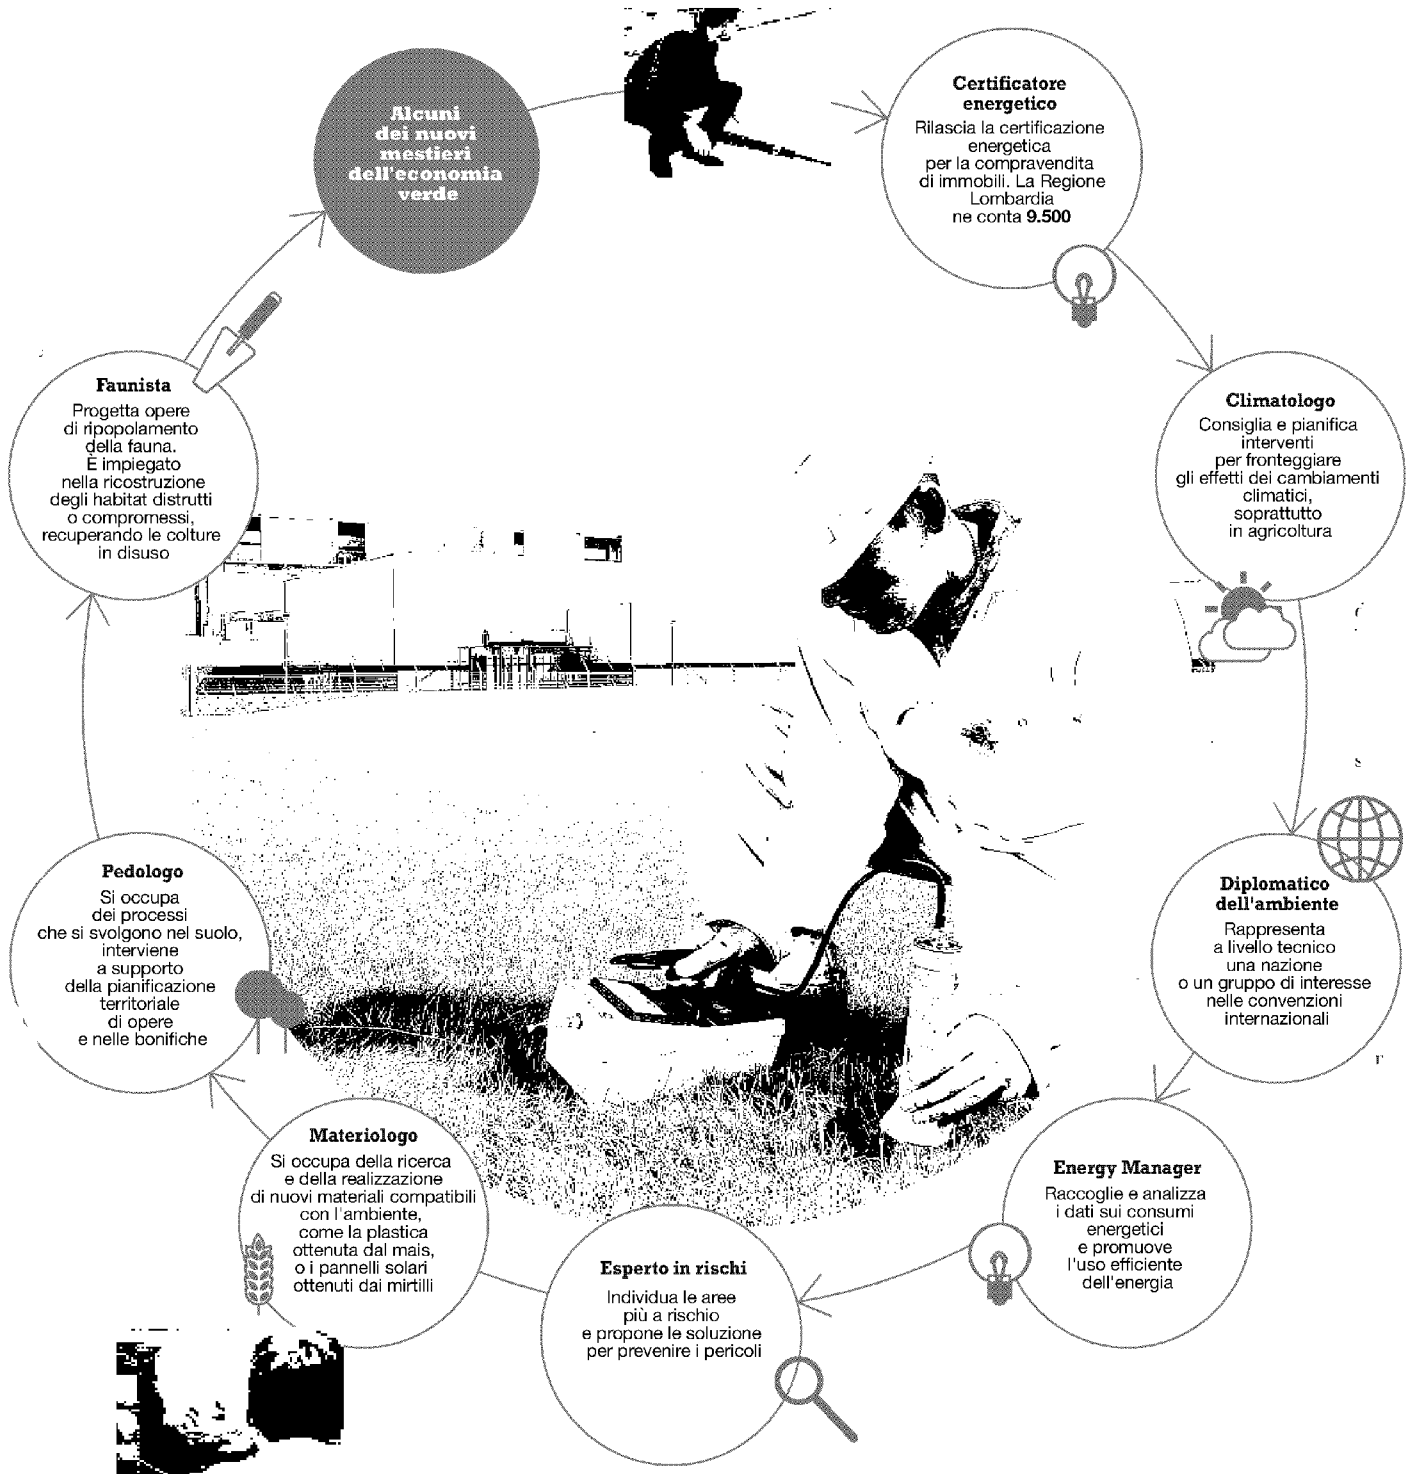 Alcuni
dei nuovi
mestieri
dell'economia
verde
Certificatore
energetico
Rilascia la certificazione
energetica
per la compravendita
di immobili. La Regione
Lombardia
ne conta 9.500
Climatologo
Consiglia e pianifica
interventi
per fronteggiare
gli effetti dei cambiamenti
climatici,
soprattutto
in agricoltura
Diplomatico
dell'ambiente
Rappresenta
a livello tecnico
una nazione
o un gruppo di interesse
nelle convenzioni
internazionali
Energy Manager
Raccoglie e analizza
i dati sui consumi
energetici
e promuove
l'uso efficiente
dell'energia
Esperto in rischi
Individua le aree
più a rischio
e propone le soluzione
per prevenire i pericoli
Materiologo
Si occupa della ricerca
e della realizzazione
di nuovi materiali compatibili
con l'ambiente,
come la plastica
ottenuta dal mais,
o i pannelli solari
ottenuti dai mirtilli
Pedologo
Si occupa
dei processi
che si svolgono nel suolo,
interviene
a supporto
della pianificazione
territoriale
di opere
e nelle bonifiche
Faunista
Progetta opere
di ripopolamento
della fauna.
È impiegato
nella ricostruzione
degli habitat distrutti
o compromessi,
recuperando le colture
in disuso